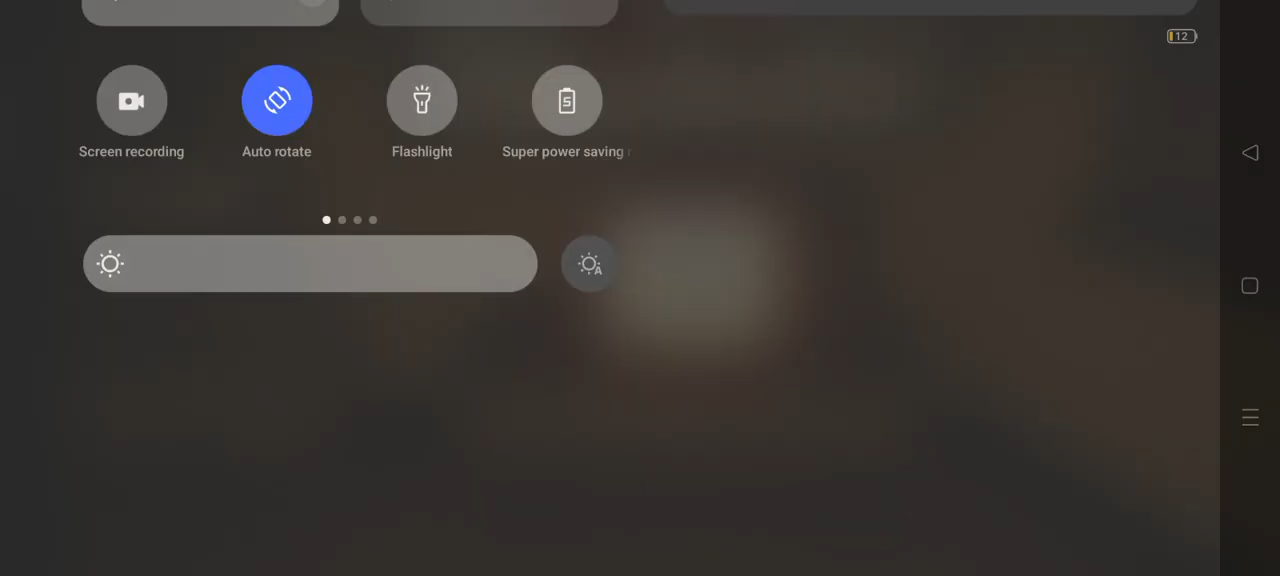 12
Screen recording
Auto rotate
Flashlight
Super power saving